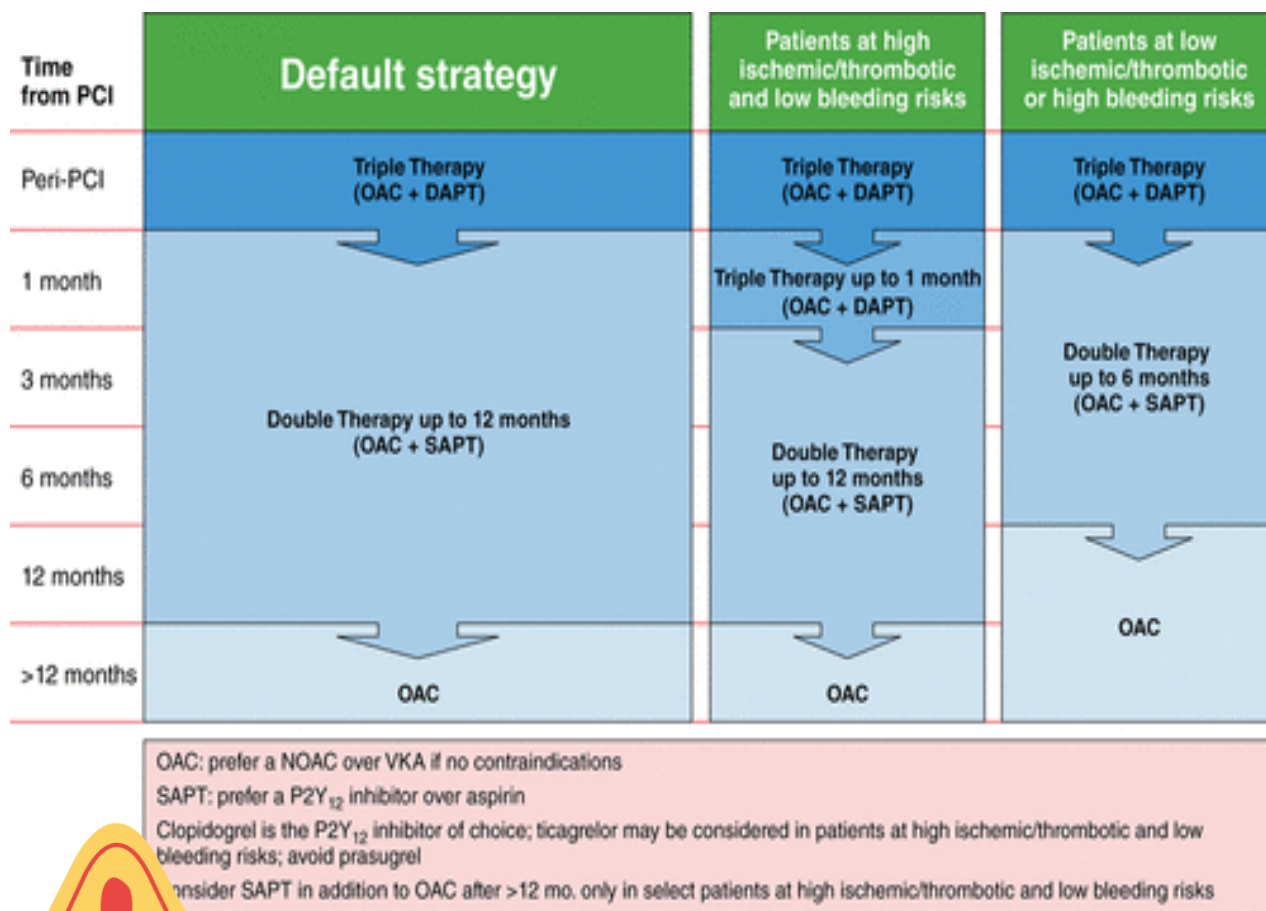 Time
from PCI
Default strategy
Patients at high
ischemic/thrombotic
and low bleeding risks
Patients at low
ischemic/thrombotic
or high bleeding risks
Peri-PCI
Triple Therapy
(OAC + DAPT)
Triple Therapy
(OAC + DAPT)
Triple Therapy
(OAC + DAPT)
1 month
Triple Therapy up to 1 month
(OAC + DAPT)
3 months
Double Therapy up to 12 months
(OAC + SAPT)
Double Therapy
up to 6 months
(OAC + SAPT)
6 months
Double Therapy
up to 12 months
(OAC + SAPT)
12 months
OAC
>12 months
OAC
OAC
OAC: prefer a NOAC over VKA if no contraindications
SAPT: prefer a P2Y₁₂ inhibitor over aspirin
Clopidogrel is the P2Y₁₂ inhibitor of choice; ticagrelor may be considered in patients at high ischemic/thrombotic and low
bleeding risks; avoid prasugrel
onsider SAPT in addition to OAC after >12 mo. only in select patients at high ischemic/thrombotic and low bleeding risks